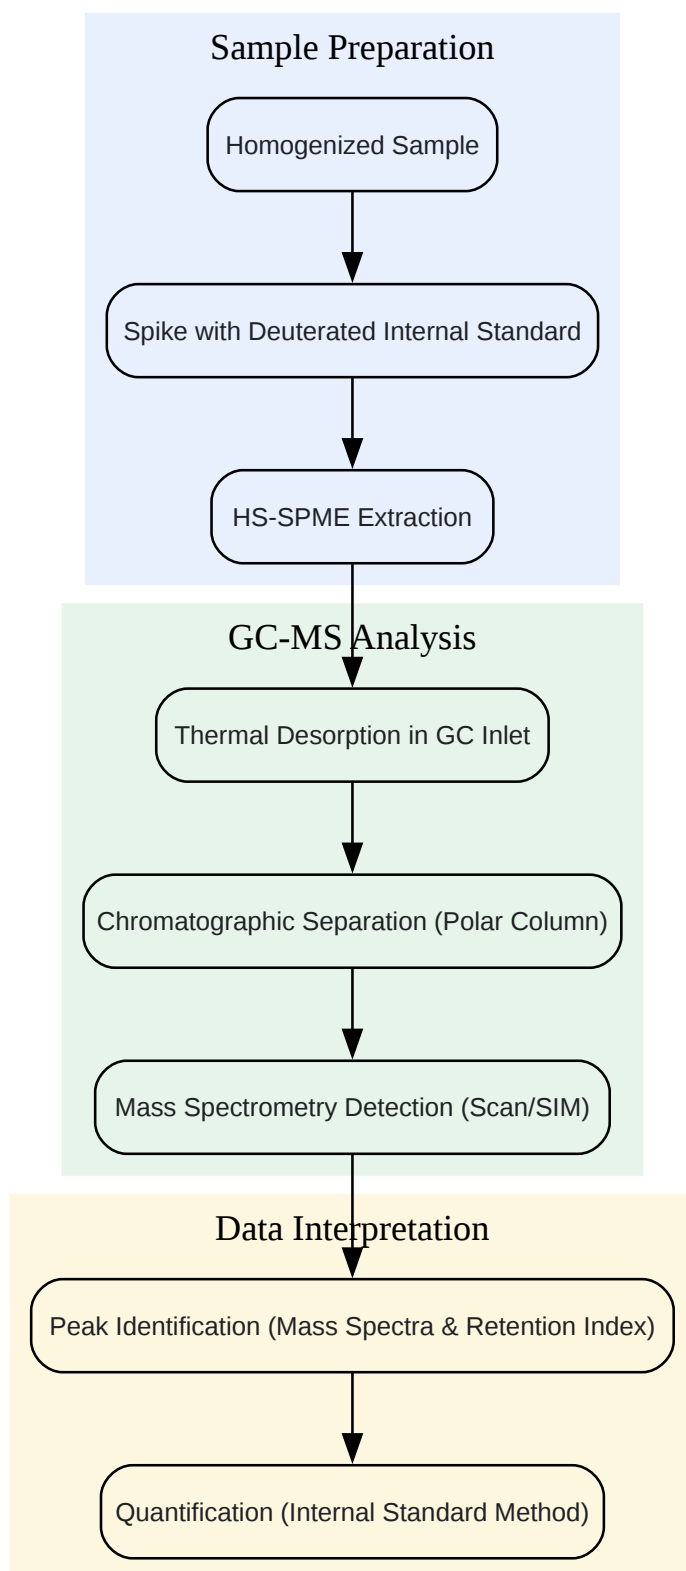 Sample Preparation
Homogenized Sample
Spike with Deuterated Internal Standard
HS-SPME Extraction
GC-MS Analysis
Thermal Desorption in GC Inlet
Chromatographic Separation (Polar Column)
Mass Spectrometry Detection (Scan/SIM)
Data Interpretation
Peak Identification (Mass Spectra & Retention Index)
Quantification (Internal Standard Method)